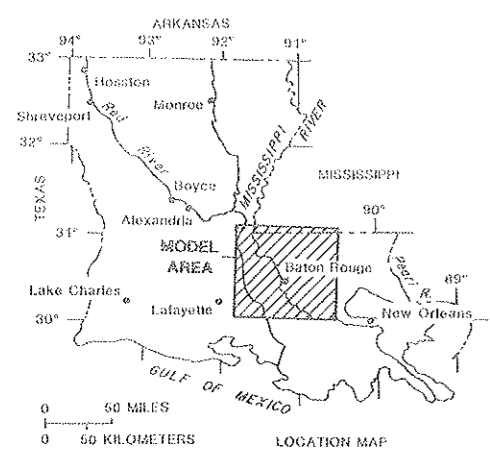 ARKANSAS
94° 93° 92° 91°
33°
Hosston
Monroe
Shreveport
Red
River
MISSISSIPPI
RIVER
32°
TEXAS
Boyce
MISSISSIPPI
Alexandria
90°
31°
MODEL
AREA
Pearl
R.
Baton Rouge
89°
Lake Charles
Lafayette
New Orleans
30°
GULF OF MEXICO
0 50 MILES
0 50 KILOMETERS
LOCATION MAP